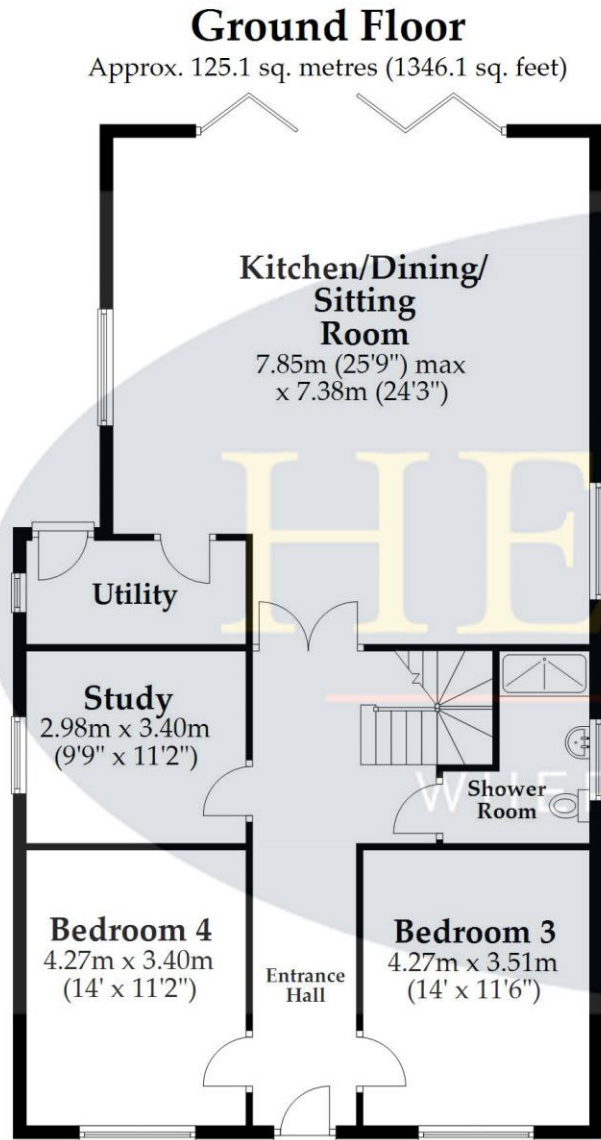 Ground Floor
Approx. 125.1 sq. metres (1346.1 sq. feet)
Kitchen/Dining/
Sitting
Room
7.85m (25'9") max
x 7.38m (24'3")
HE
Utility
Study
2.98m x 3.40m
(9'9" x 11'2")
Shower
Room
WHE
Bedroom 4
4.27m x 3.40m
(14' x 11'2")
Entrance
Hall
Bedroom 3
4.27m x 3.51m
(14' x 11'6")